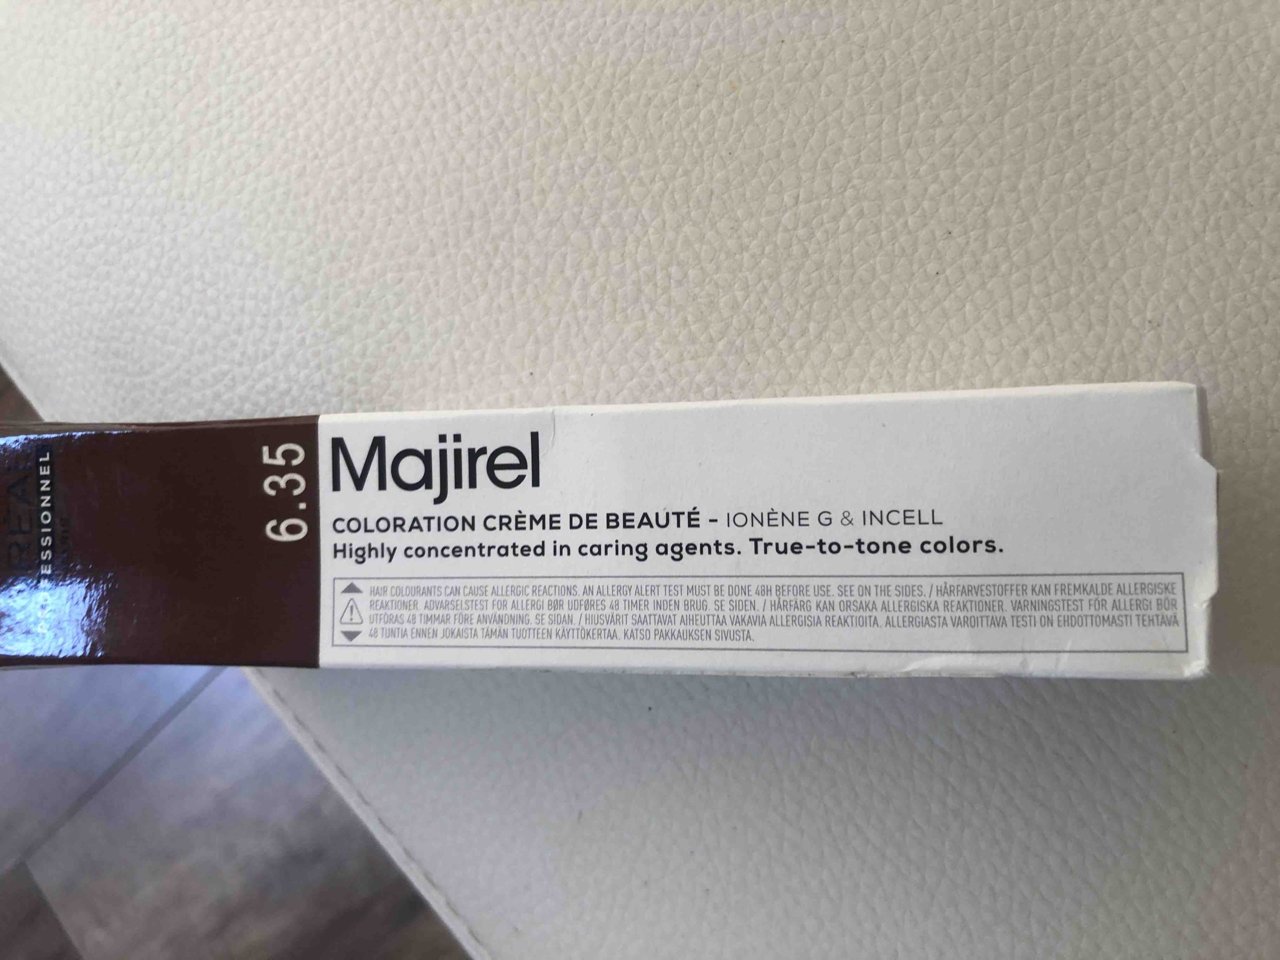 PROFESSIONNEL
6.35
Majirel
COLORATION CRÈME DE BEAUTÉ - IONÈNE G & INCELL
Highly concentrated in caring agents. True-to-tone colors.
HAIR COLOURANTS CAN CAUSE ALLERGIC REACTIONS. AN ALLERGY ALERT TEST MUST BE DONE 48H BEFORE USE. SEE ON THE SIDES. / HÅRFARVESTOFFER KAN FREMKALDE ALLERGISKE
REAKTIONER. ADVARSELSTEST FOR ALLERGI BØR UDFØRES 48 TIMER INDEN BRUG. SE SIDEN. / HÅRFÄRG KAN ORSAKA ALLERGISKA REAKTIONER. VARNINGSTEST FÖR ALLERGI BÖR
UTFÖRAS 48 TIMMAR FÖRE ANVÄNDNING. SE SIDAN. / HIUSVÄRIT SAATTAVAT AIHEUTTAA VAKAVIA ALLERGISIA REAKTIOITA. ALLERGIASTA VAROITTAVA TESTI ON EHDOTTOMASTI TEHTÄVÄ
48 TUNTIA ENNEN JOKAISTA TÄMÄN TUOTTEEN KÄYTTÖKERTAA. KATSO PAKKAUKSEN SIVUSTA.